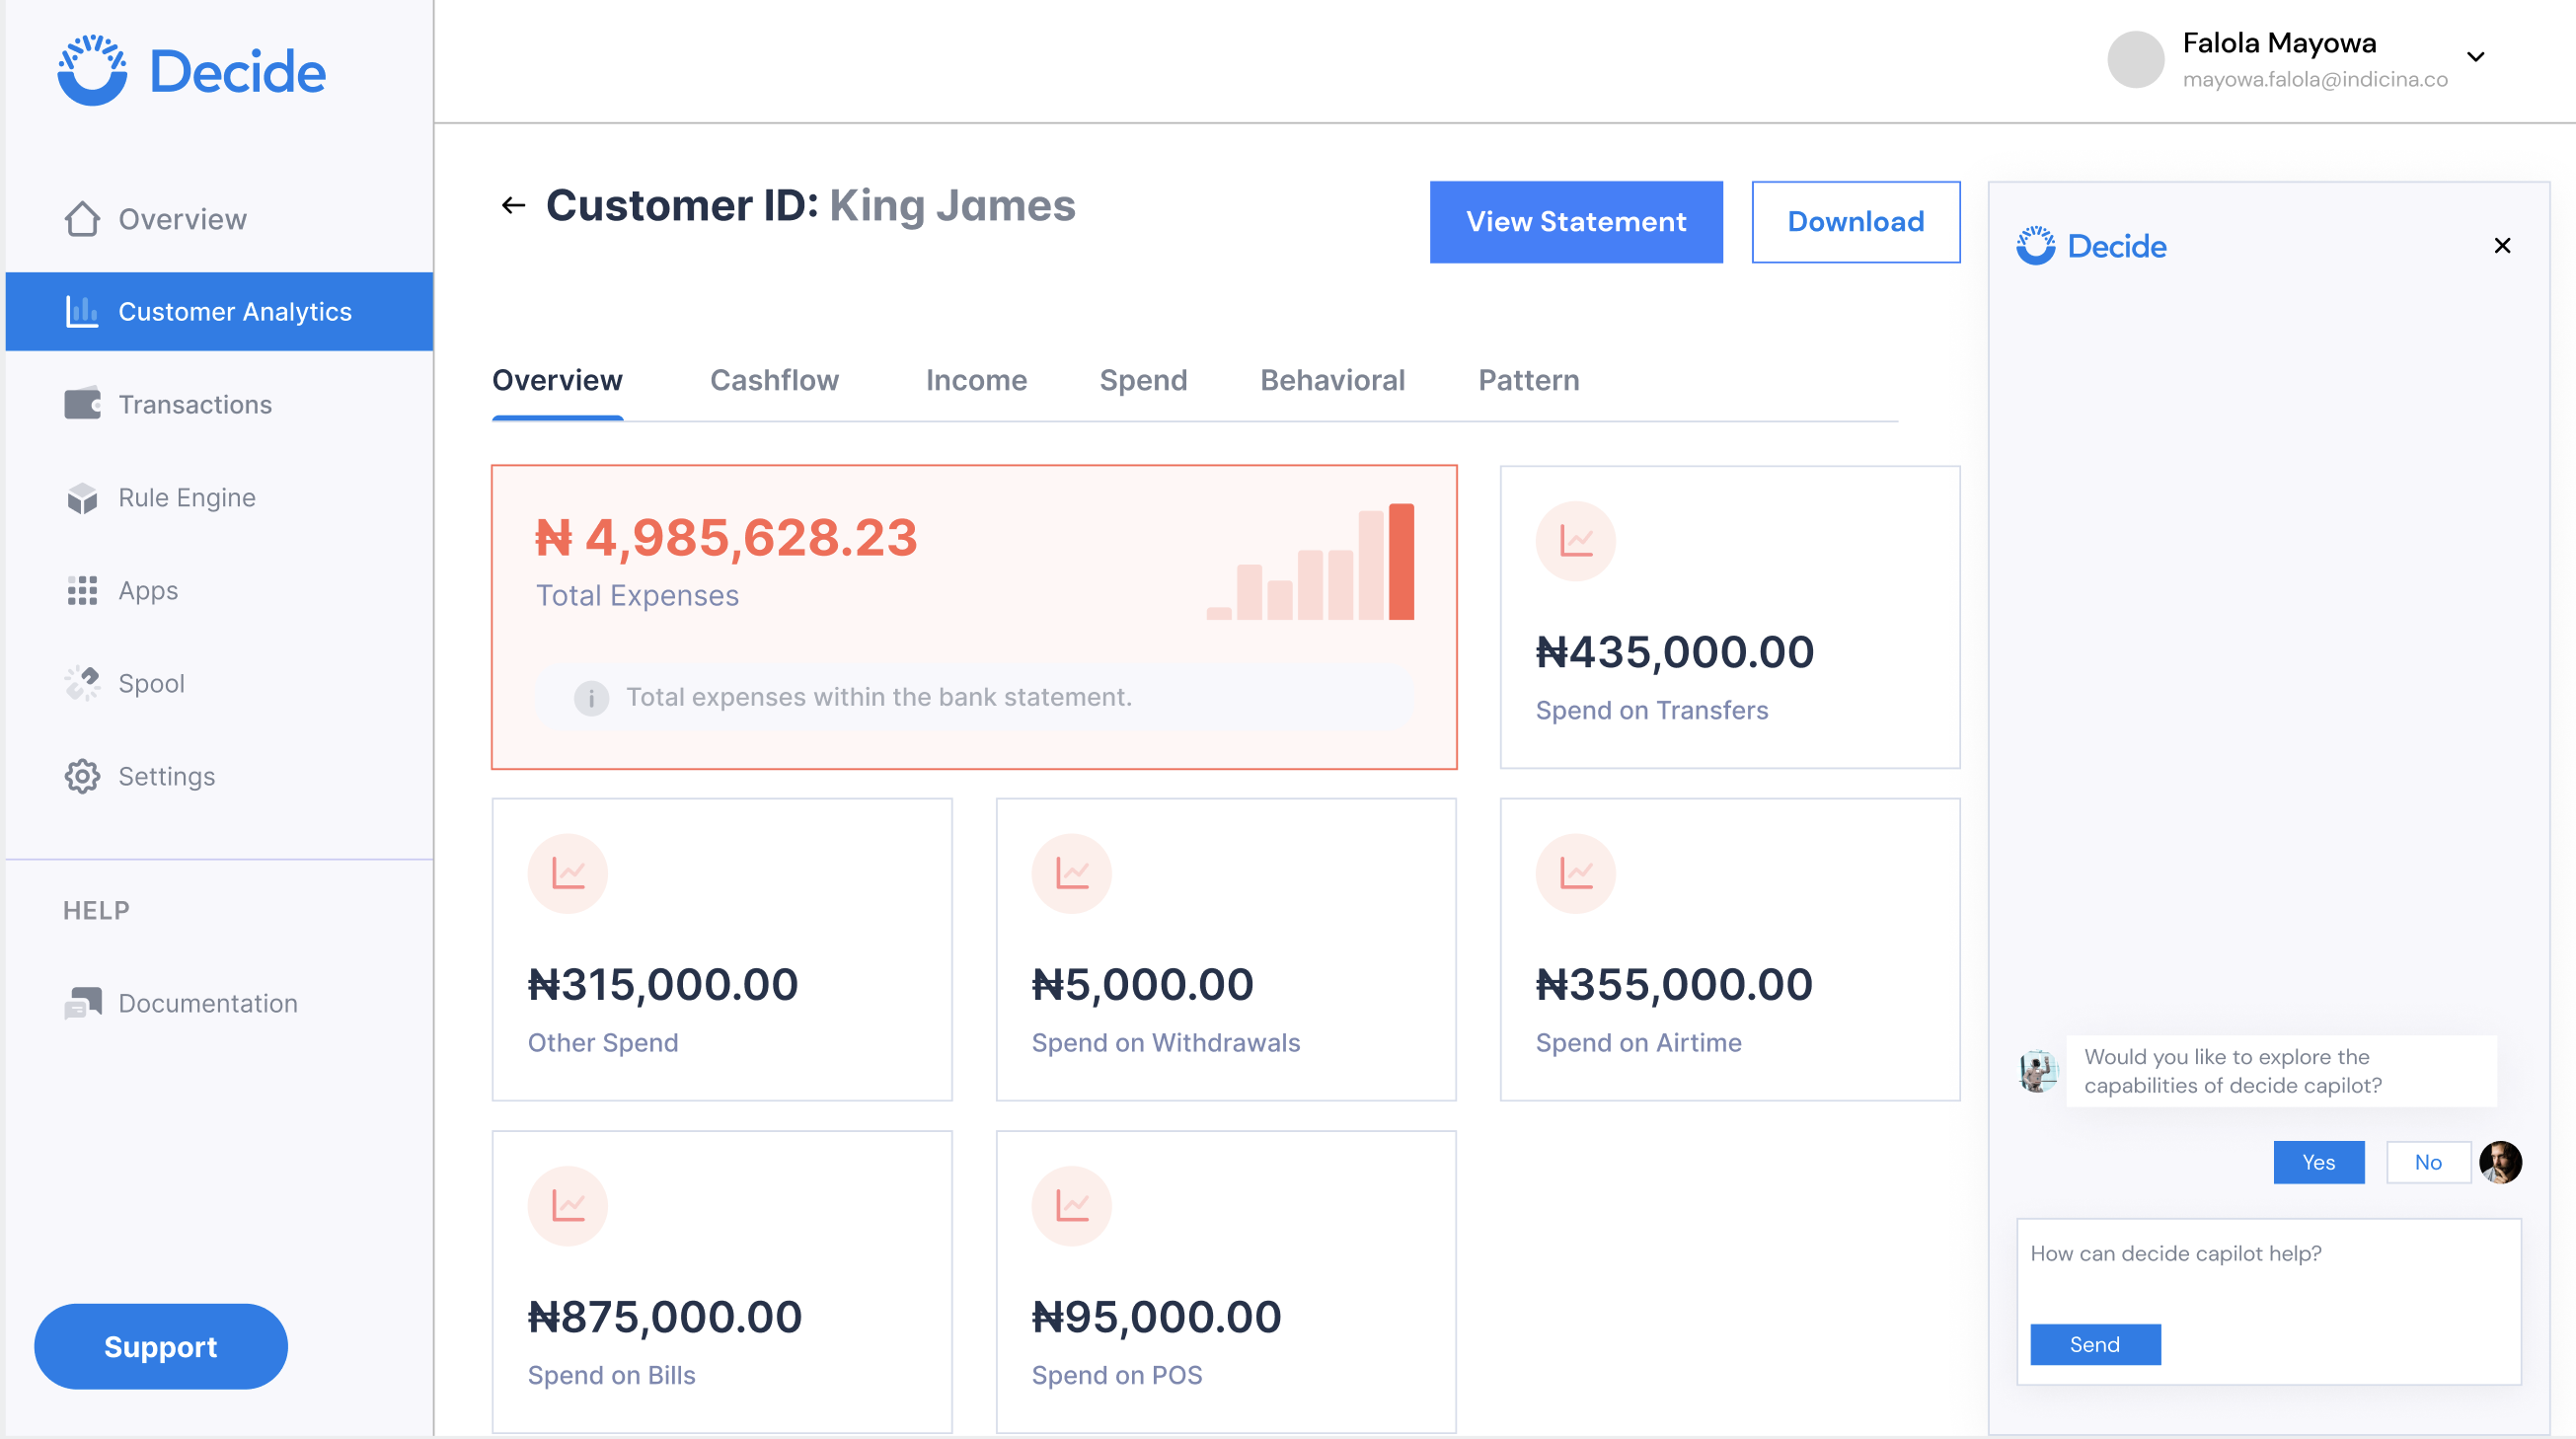 Decide
Overview
Customer Analytics
Transactions
Rule Engine
Apps
Spool
Settings
HELP
Documentation
Support
Falola Mayowa
mayowa.falola@indicina.co
Customer ID: King James
View Statement
Download
Overview
Cashflow
Income
Spend
Behavioral
Pattern
₦ 4,985,628.23
Total Expenses
Total expenses within the bank statement.
₦435,000.00
Spend on Transfers
₦315,000.00
Other Spend
₦5,000.00
Spend on Withdrawals
₦355,000.00
Spend on Airtime
₦875,000.00
Spend on Bills
₦95,000.00
Spend on POS
Decide
Would you like to explore the
capabilities of decide capilot?
Yes
No
How can decide capilot help?
Send